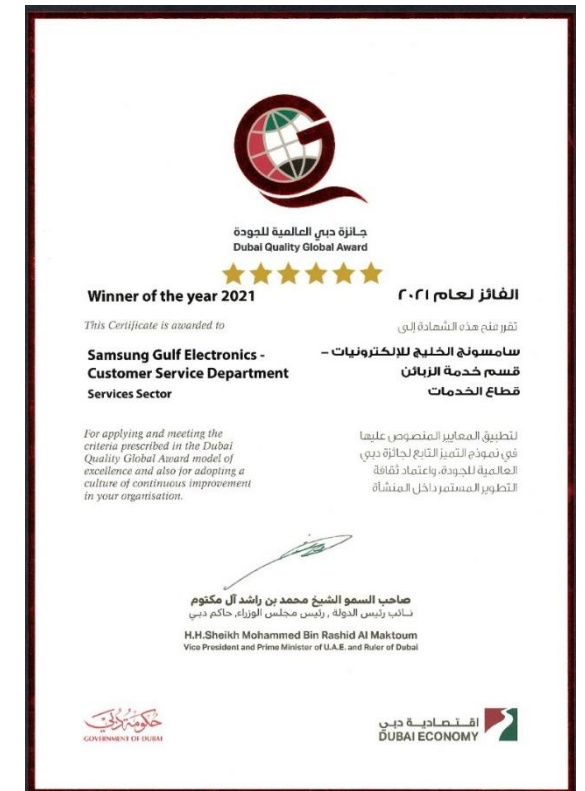 جائزة دبي العالمية للجودة
Dubai Quality Global Award
Winner of the year 2021
الفائز لعام ٢٠٢١
This Certificate is awarded to
تقرر منح هذه الشهادة إلى
Samsung Gulf Electronics -
Customer Service Department
Services Sector
سامسونج الخليج للإلكترونيات –
قسم خدمة الزبائن
قطاع الخدمات
For applying and meeting the
criteria prescribed in the Dubai
Quality Global Award model of
excellence and also for adopting a
culture of continuous improvement
in your organisation.
لتطبيق المعايير المنصوص عليها
في نموذج التميز التابع لجائزة دبي
العالمية للجودة، واعتماد ثقافة
التطوير المستمر داخل المنشأة
صاحب السمو الشيخ محمد بن راشد آل مكتوم
نائب رئيس الدولة , رئيس مجلس الوزراء, حاكم دبي
H.H.Sheikh Mohammed Bin Rashid Al Maktoum
Vice President and Prime Minister of U.A.E. and Ruler of Dubai
حكومة دبي
GOVERNMENT OF DUBAI
اقتصادية دبي
DUBAI ECONOMY